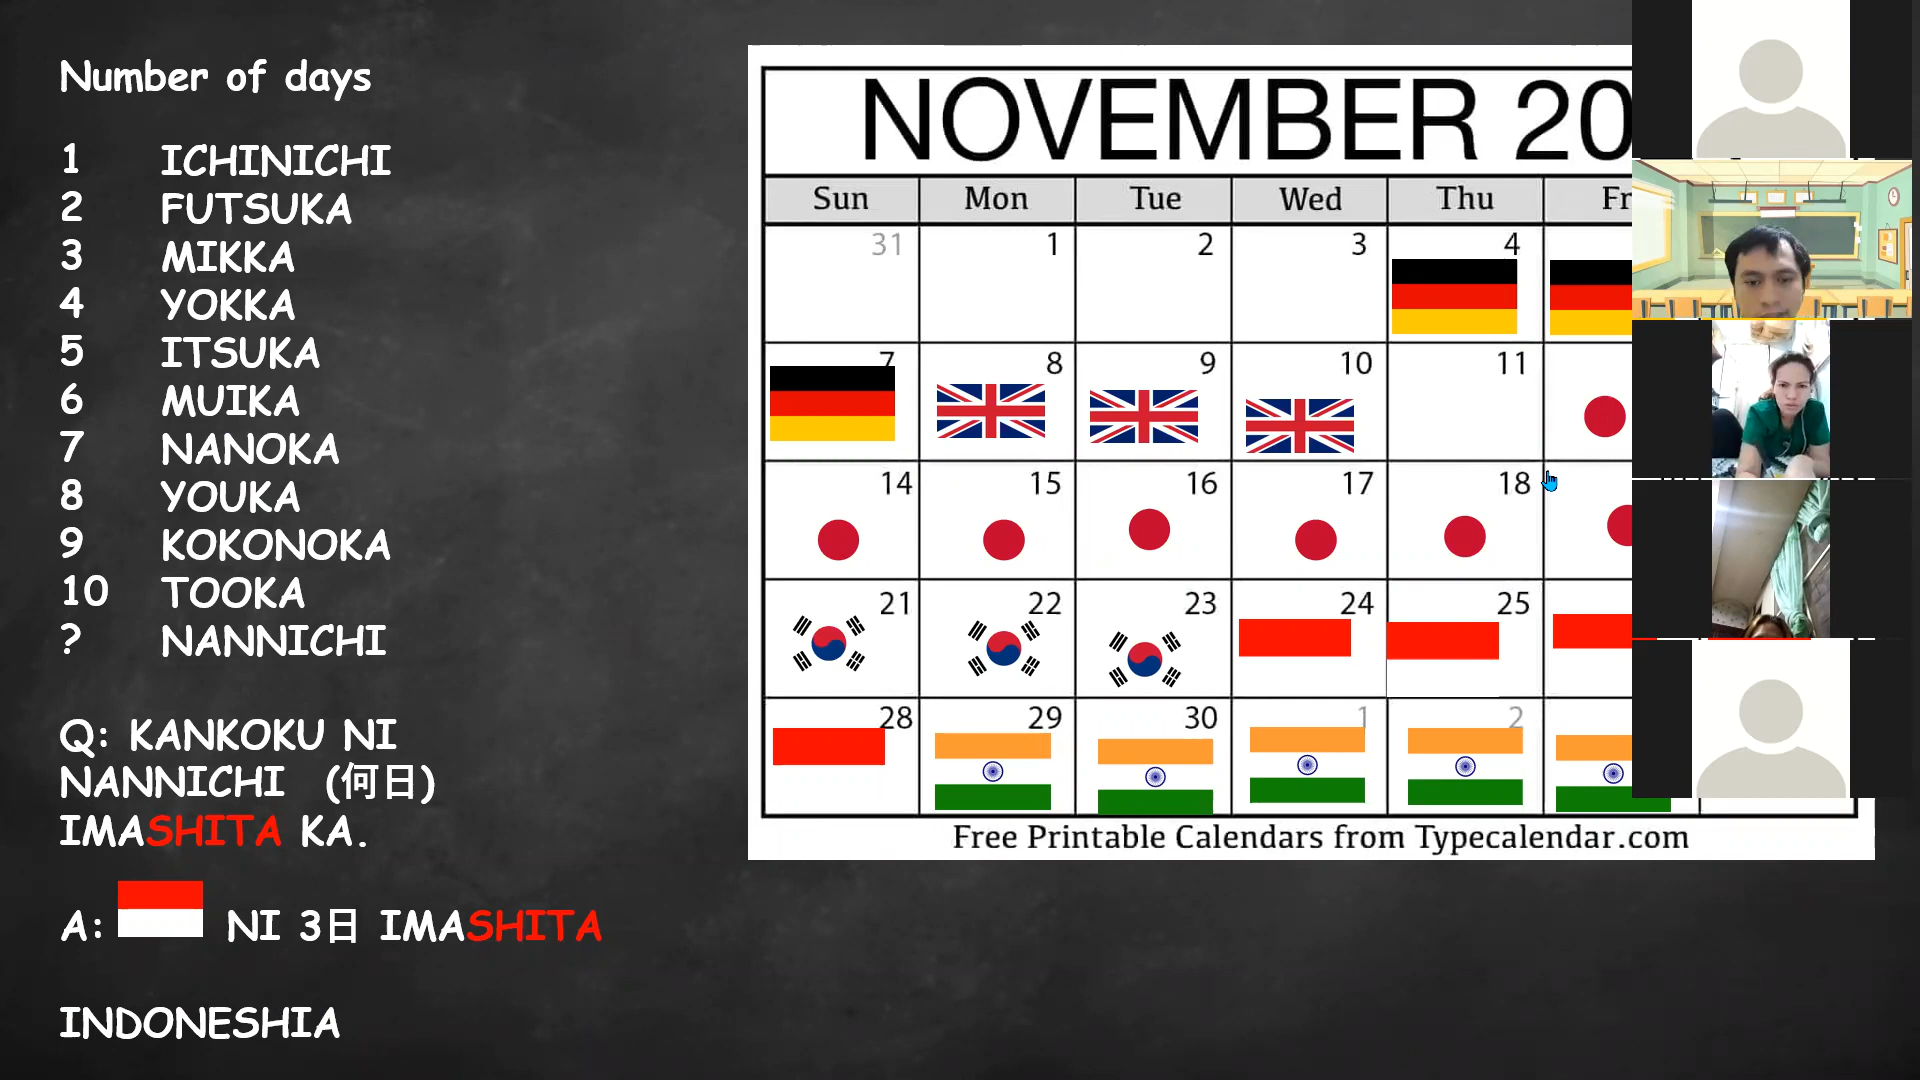 Number of days
1 ICHINICHI
2 FUTSUKA
3 MIKKA
4 YOKKA
5 ITSUKA
6 MUIKA
7 NANOKA
8 YOUKA
9 KOKONOKA
10 TOOKA
? NANNICHI
Q: KANKOKU NI
NANNICHI (何日)
IMASHITA KA.
A: NI 3日 IMASHITA
INDONESHIA
NOVEMBER 20
Sun Mon Tue Wed Thu Fr
31 1 2 3 4
7 8 9 10 11
14 15 16 17 18
21 22 23 24 25
28 29 30 1 2
Free Printable Calendars from Typecalendar.com